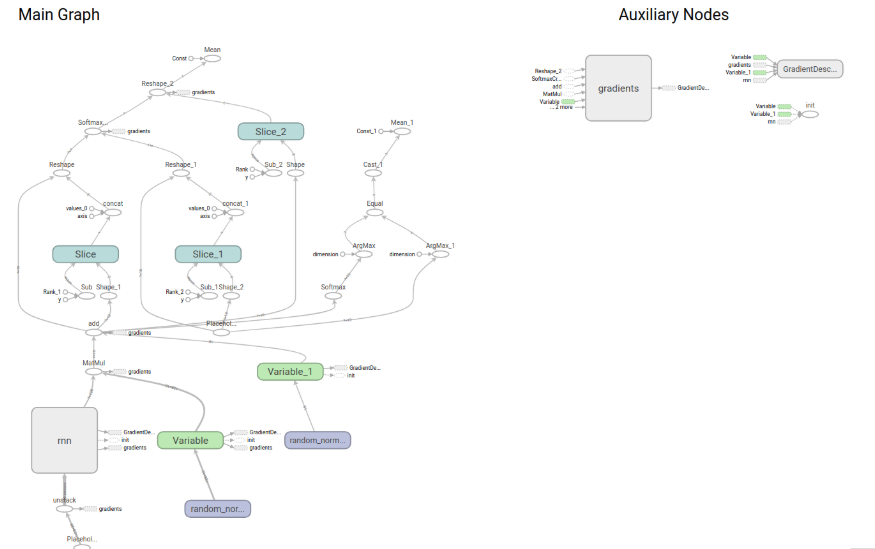 Main Graph
Auxiliary Nodes
Mean
Const
Reshape_2
gradients
Softmax...
gradients
Slice_2
Mean_1
Const_1
Reshape
Reshape_1
Rank
y
Sub_2
Shape
Cast_1
values_0
axis
concat
values_0
axis
concat_1
Equal
Slice
Slice_1
dimension
ArgMax
dimension
ArgMax_1
Rank_1
y
Sub
Shape_1
Rank_2
y
Sub_1
Shape_2
Softmax
add
gradients
Placehol...
MatMul
gradients
Variable_1
GradientDe...
init
rnn
GradientDe...
init
gradients
Variable
GradientDe...
init
gradients
random_norm...
unstack
gradients
random_nor...
Placehol...
Reshape_2
SoftmaxCr...
add
MatMul
Variable
... 2 more
gradients
GradientDe...
Variable
gradients
Variable_1
rnn
GradientDesc...
Variable
Variable_1
rnn
init